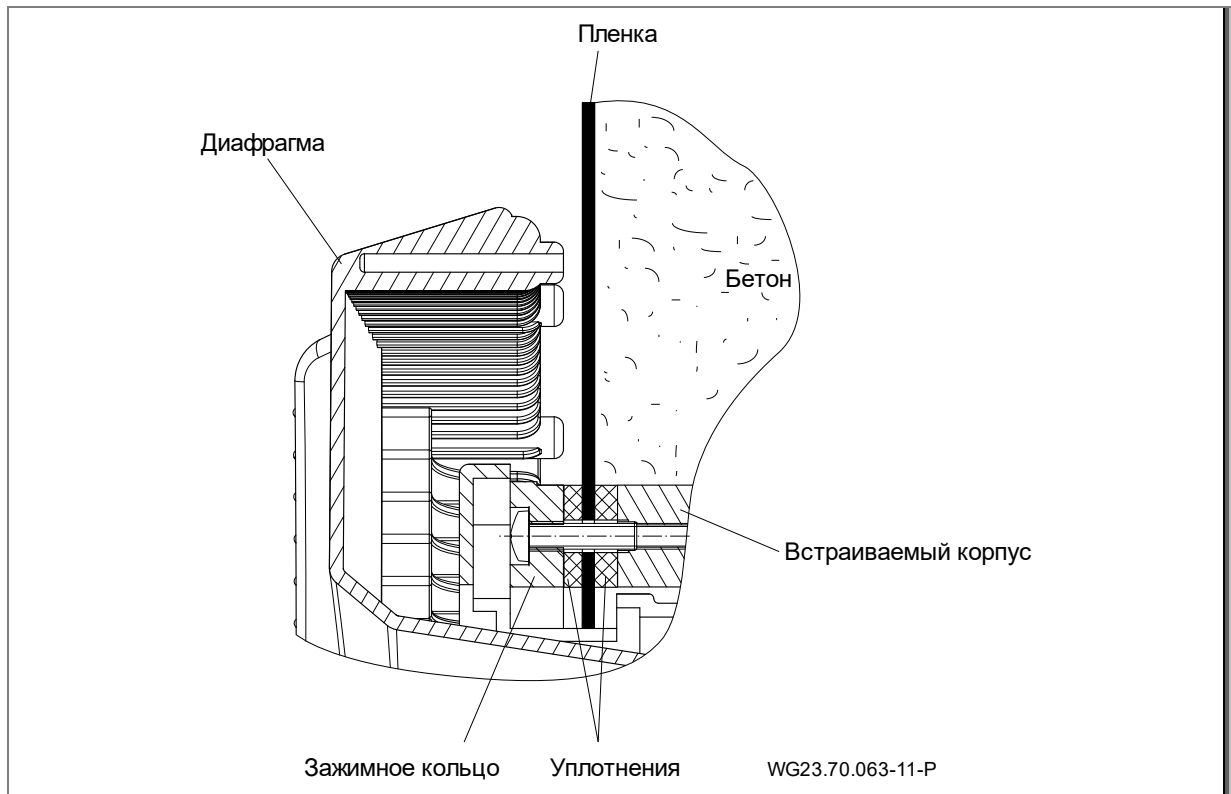 Пленка
Диафрагма
Бетон
Встраиваемый корпус
Зажимное кольцо
Уплотнения
WG23.70.063-11-P